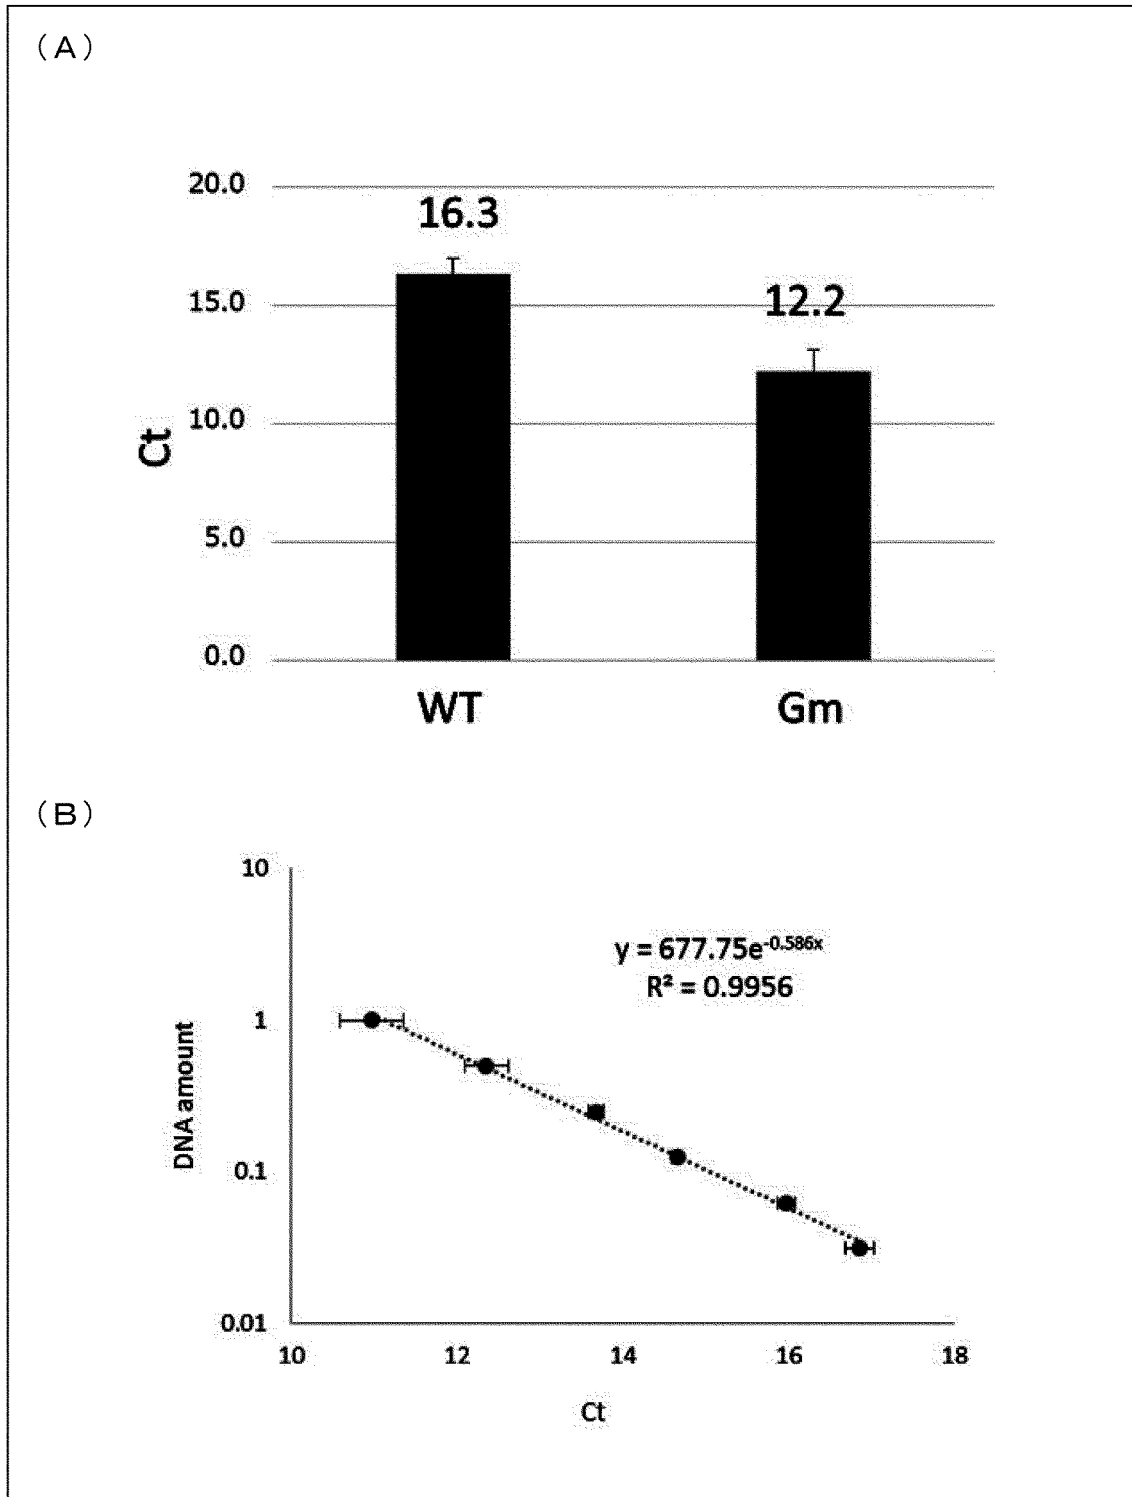 （A）
20.0
16.3
15.0
12.2
10.0
Ct
5.0
0.0
WT
Gm
（B）
10
y = 677.75e^-0.586x
R² = 0.9956
1
DNA amount
0.1
0.01
10 12 14 16 18
Ct